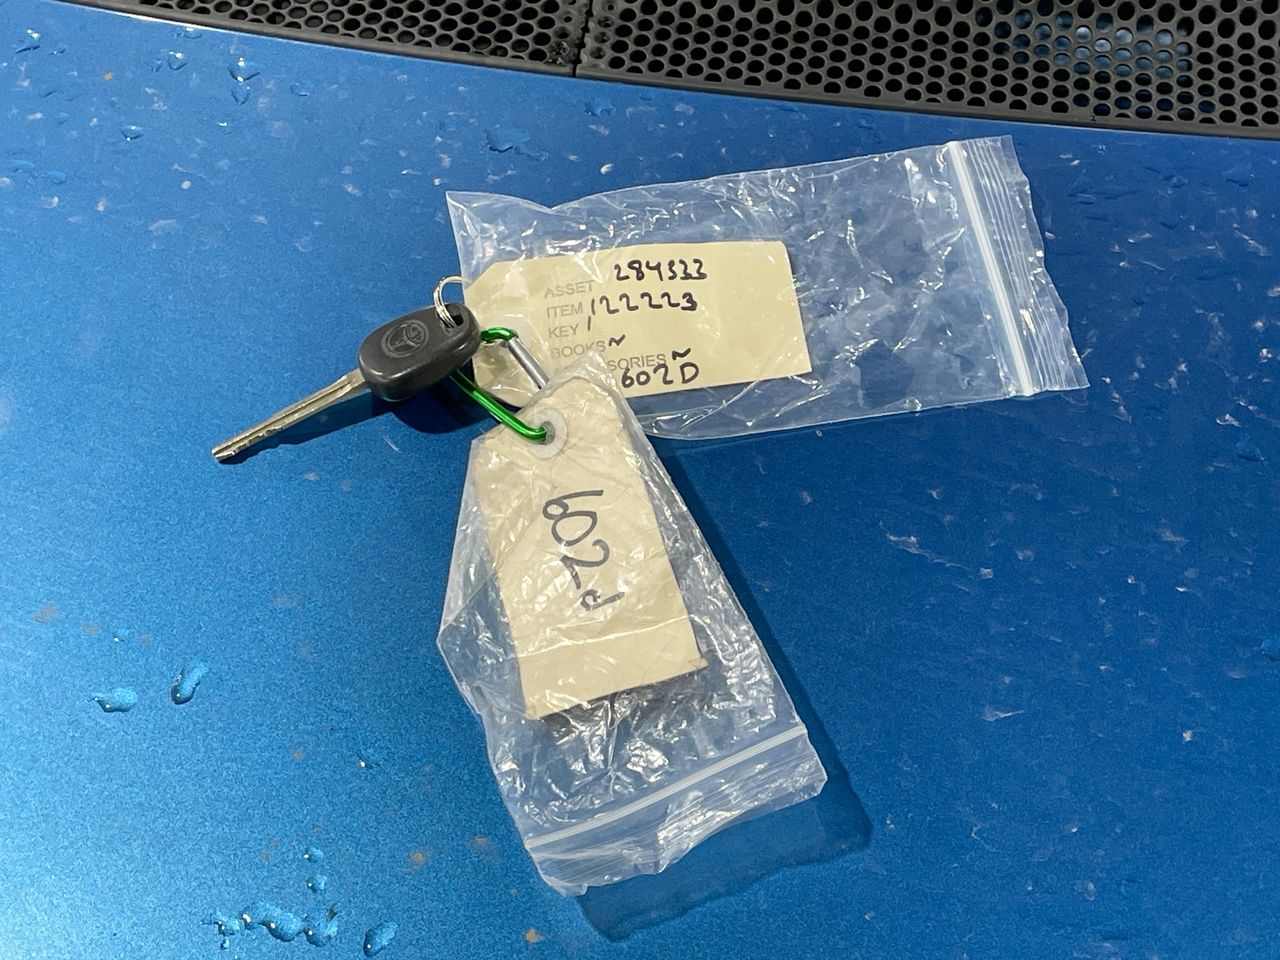 ASSET 284533
ITEM 122223
KEY 1
BOOKS ~
SORIES ~
602D
602d